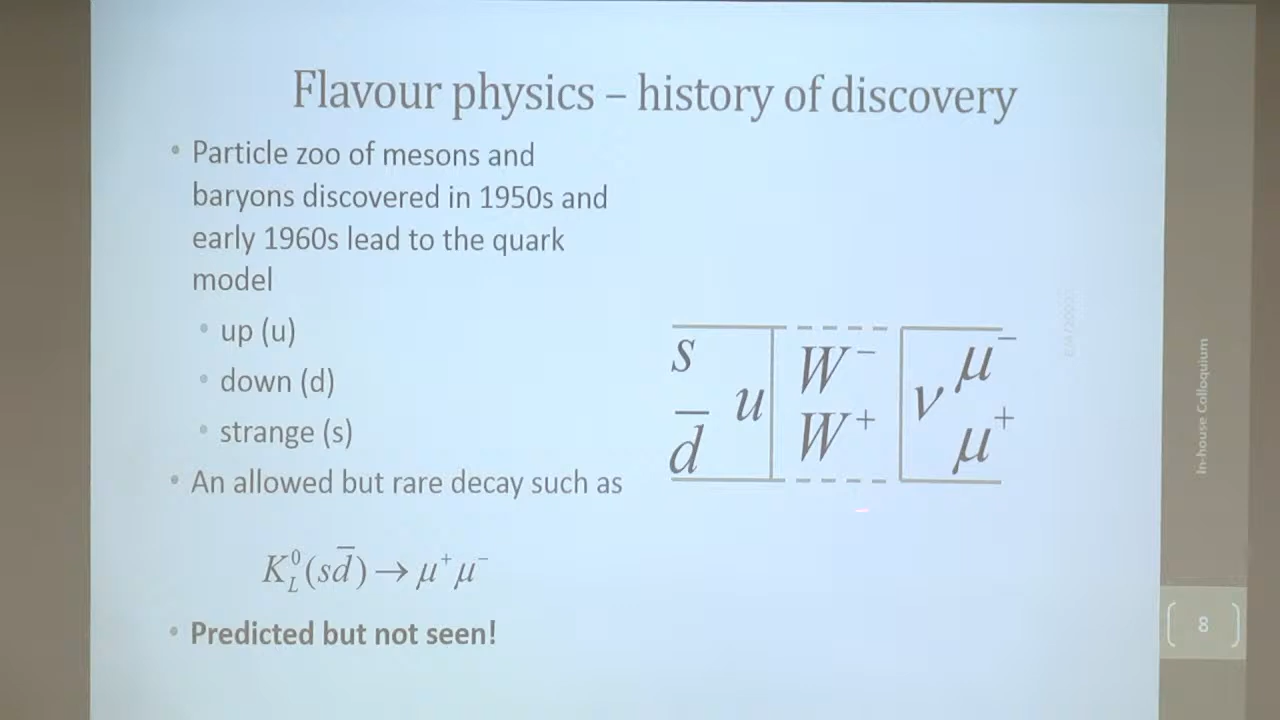 Flavour physics – history of discovery
• Particle zoo of mesons and
baryons discovered in 1950s and
early 1960s lead to the quark
model
• up (u)
• down (d)
• strange (s)
• An allowed but rare decay such as
K⁰_L(sd̅) → μ⁺μ⁻
• Predicted but not seen!
s
d̅
u
W⁻
W⁺
ν
μ⁻
μ⁺
In-house Colloquium
8